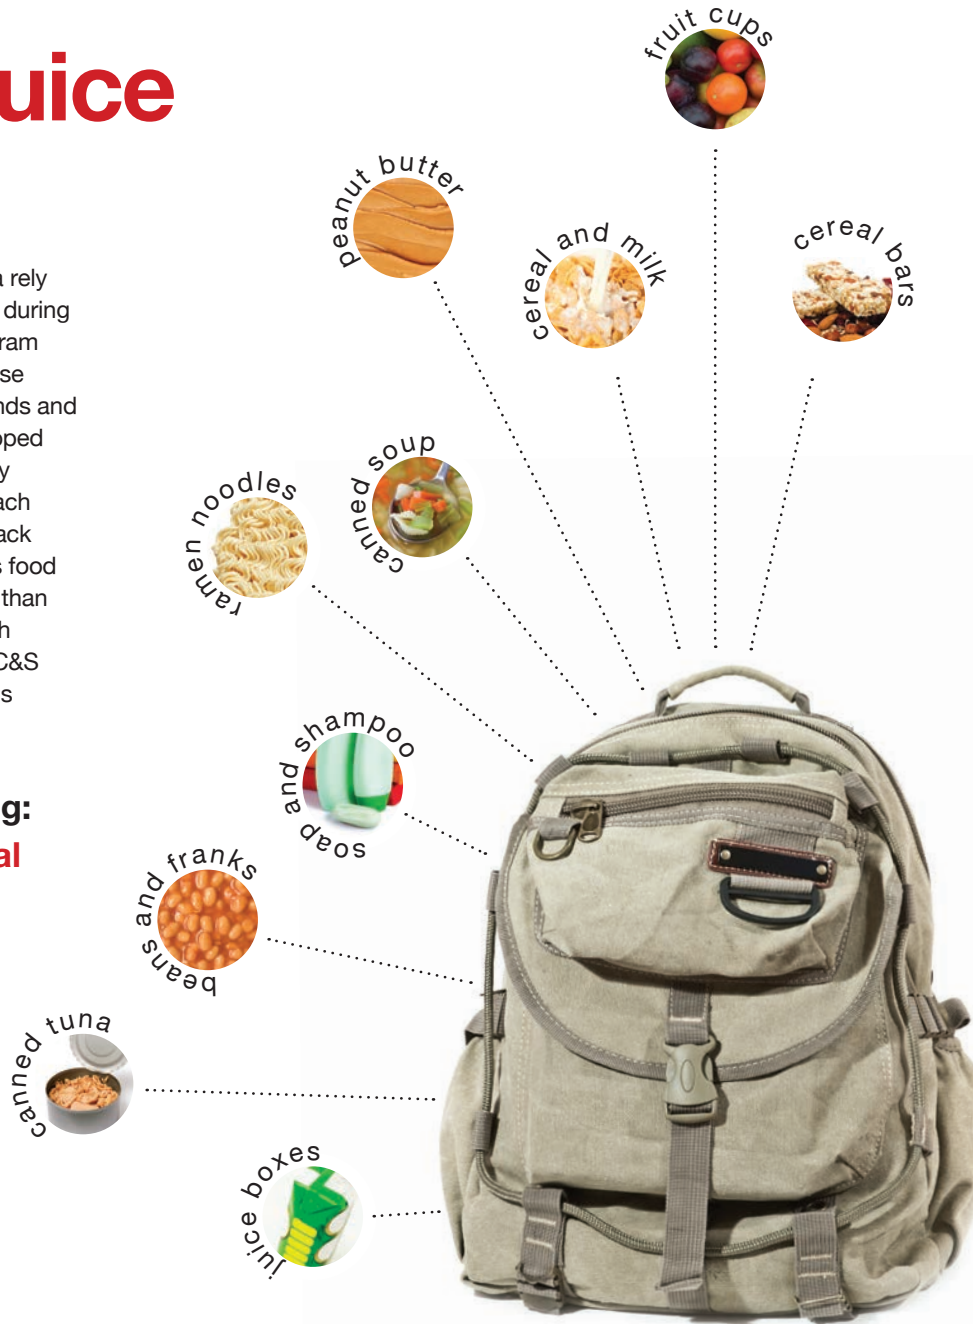 uice
a rely
during
ram
se
nds and
pped
y
ach
ack
s food
than
h
C&S
s
g:
al
fruit cups
peanut butter
cereal and milk
cereal bars
canned soup
ramen noodles
soap and shampoo
beans and franks
canned tuna
juice boxes